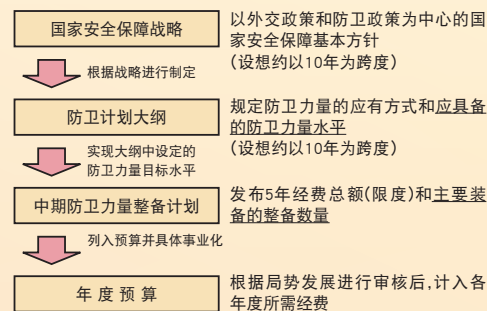 国家安全保障战略
以外交政策和防卫政策为中心的国
家安全保障基本方针
(设想约以10年为跨度)
根据战略进行制定
防卫计划大纲
规定防卫力量的应有方式和应具备
的防卫力量水平
(设想约以10年为跨度)
实现大纲中设定的
防卫力量目标水平
中期防卫力量整备计划
发布5年经费总额(限度)和主要装
备的整备数量
列入预算并具体事业化
年 度 预 算
根据局势发展进行审核后,计入各
年度所需经费